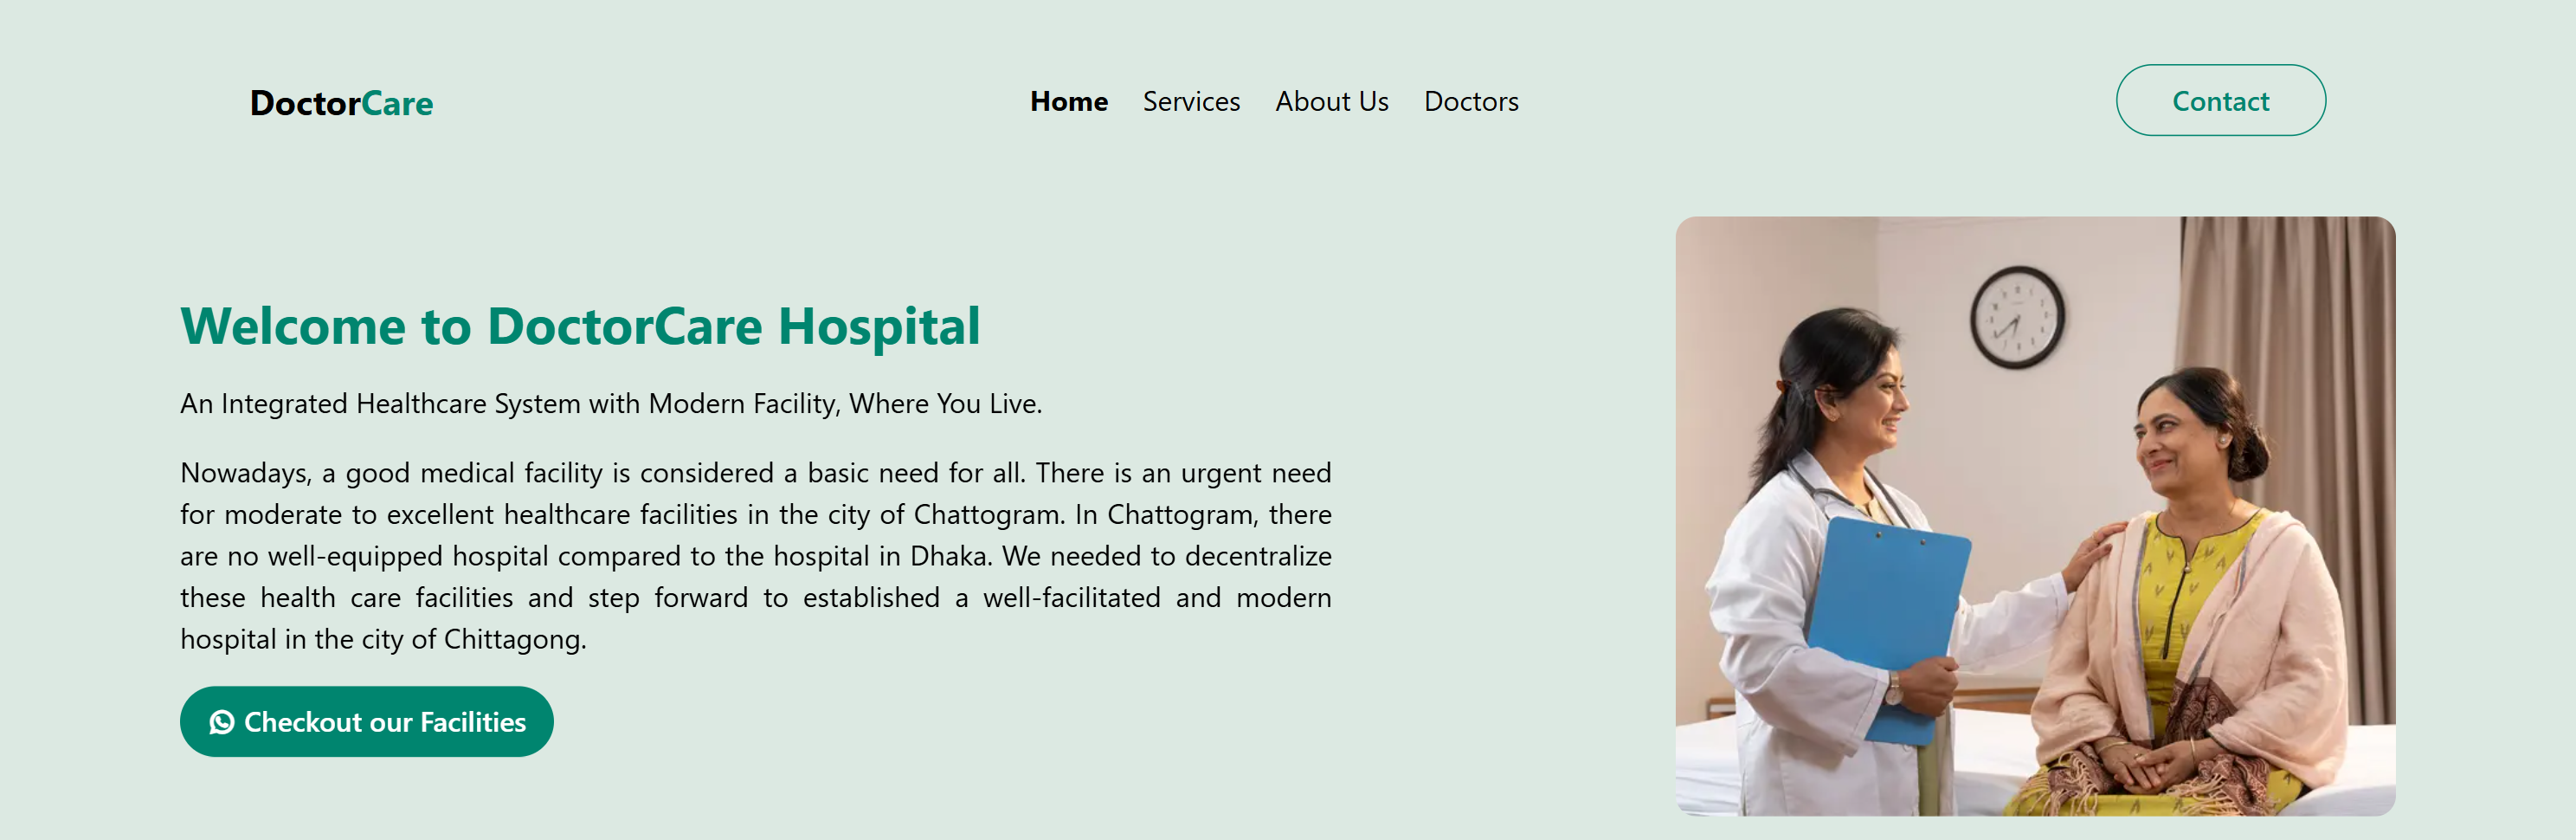 DoctorCare
Home Services About Us Doctors
Contact
Welcome to DoctorCare Hospital
An Integrated Healthcare System with Modern Facility, Where You Live.
Nowadays, a good medical facility is considered a basic need for all. There is an urgent need
for moderate to excellent healthcare facilities in the city of Chattogram. In Chattogram, there
are no well-equipped hospital compared to the hospital in Dhaka. We needed to decentralize
these health care facilities and step forward to established a well-facilitated and modern
hospital in the city of Chittagong.
Checkout our Facilities